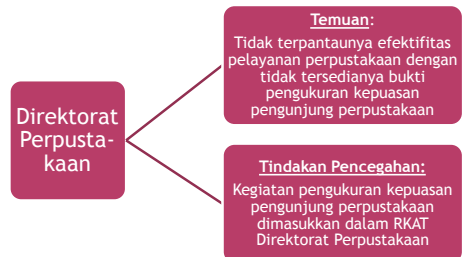 Direktorat
Perpusta-
kaan
Temuan:
Tidak terpantaunya efektifitas
pelayanan perpustakaan dengan
tidak tersedianya bukti
pengukuran kepuasan
pengunjung perpustakaan
Tindakan Pencegahan:
Kegiatan pengukuran kepuasan
pengunjung perpustakaan
dimasukkan dalam RKAT
Direktorat Perpustakaan